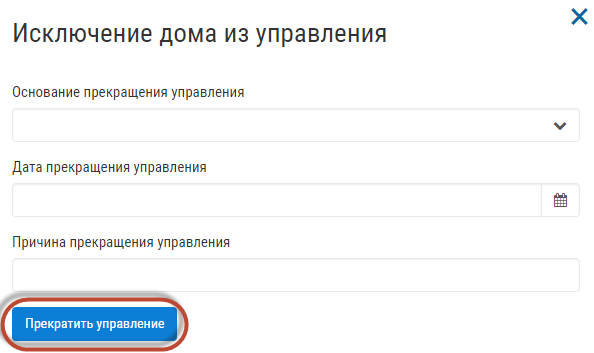 Исключение дома из управления
Основание прекращения управления
Дата прекращения управления
Причина прекращения управления
Прекратить управление